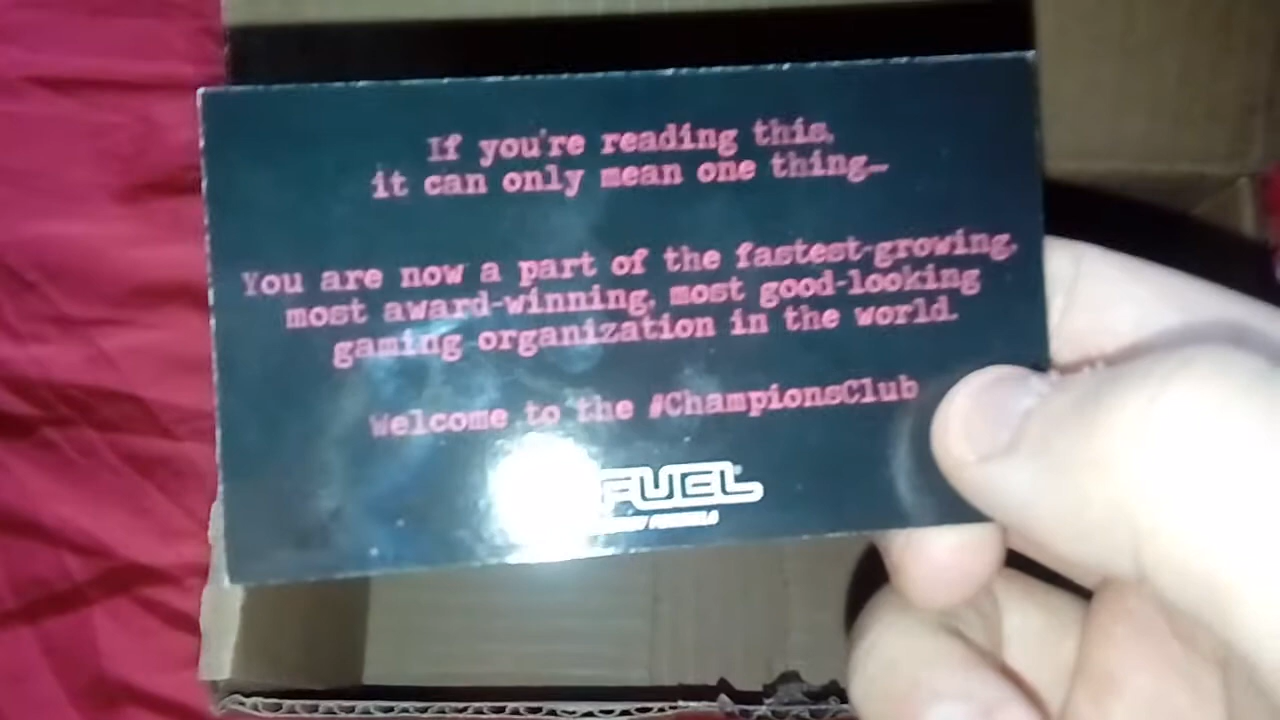 If you're reading this,
it can only mean one thing...
You are now a part of the fastest-growing,
most award-winning, most good-looking
gaming organization in the world.
Welcome to the #ChampionsClub
FUEL
FORMULA